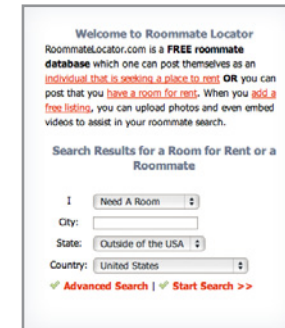 Welcome to Roommate Locator
RoommateLocator.com is a FREE roommate
database which one can post themselves as an
individual that is seeking a place to rent OR you can
post that you have a room for rent. When you add a
free listing, you can upload photos and even embed
videos to assist in your roommate search.
Search Results for a Room for Rent or a
Roommate
I Need A Room
City:
State: Outside of the USA
Country: United States
Advanced Search | Start Search >>